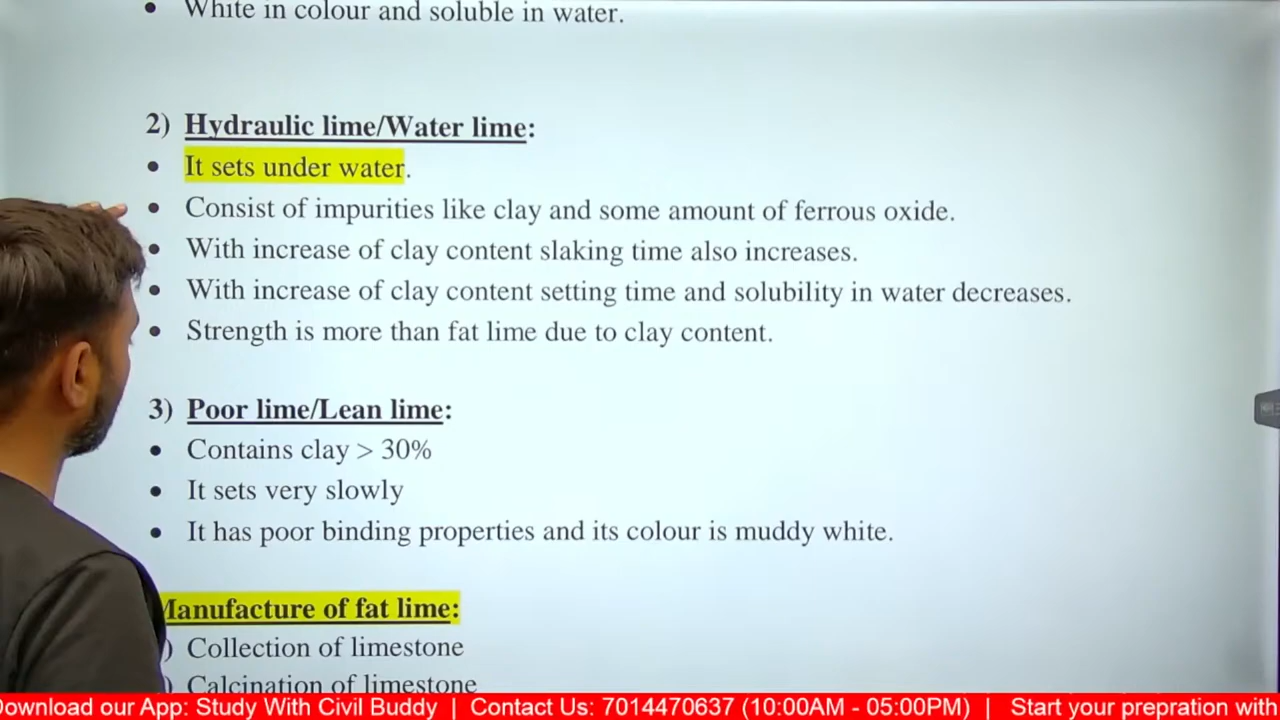 • White in colour and soluble in water.
2) Hydraulic lime/Water lime:
• It sets under water.
• Consist of impurities like clay and some amount of ferrous oxide.
• With increase of clay content slaking time also increases.
• With increase of clay content setting time and solubility in water decreases.
• Strength is more than fat lime due to clay content.
3) Poor lime/Lean lime:
• Contains clay > 30%
• It sets very slowly
• It has poor binding properties and its colour is muddy white.
Manufacture of fat lime:
) Collection of limestone
) Calcination of limestone
Download our App: Study With Civil Buddy | Contact Us: 7014470637 (10:00AM - 05:00PM) | Start your prepration with